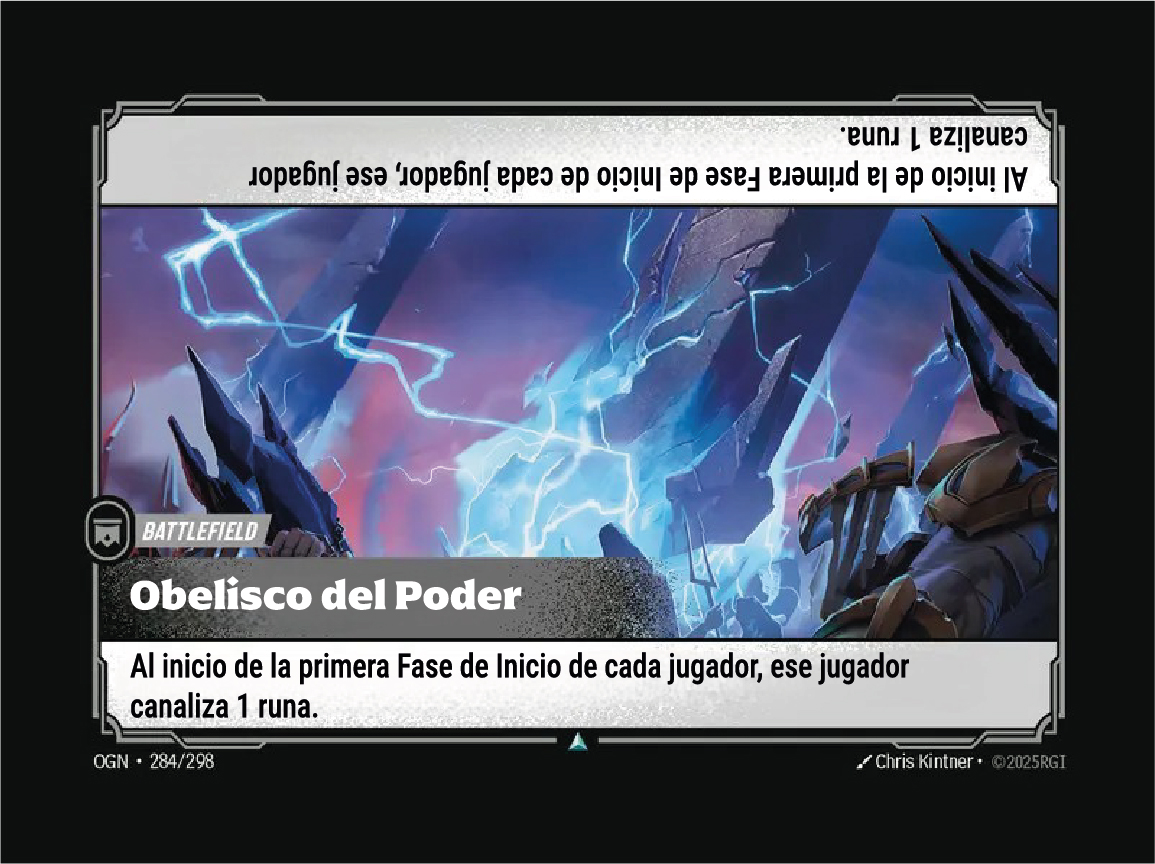 Al inicio de la primera Fase de Inicio de cada jugador, ese jugador
canaliza 1 runa.
BATTLEFIELD
Obelisco del Poder
Al inicio de la primera Fase de Inicio de cada jugador, ese jugador
canaliza 1 runa.
OGN • 284/298
Chris Kintner • ©2025RGI